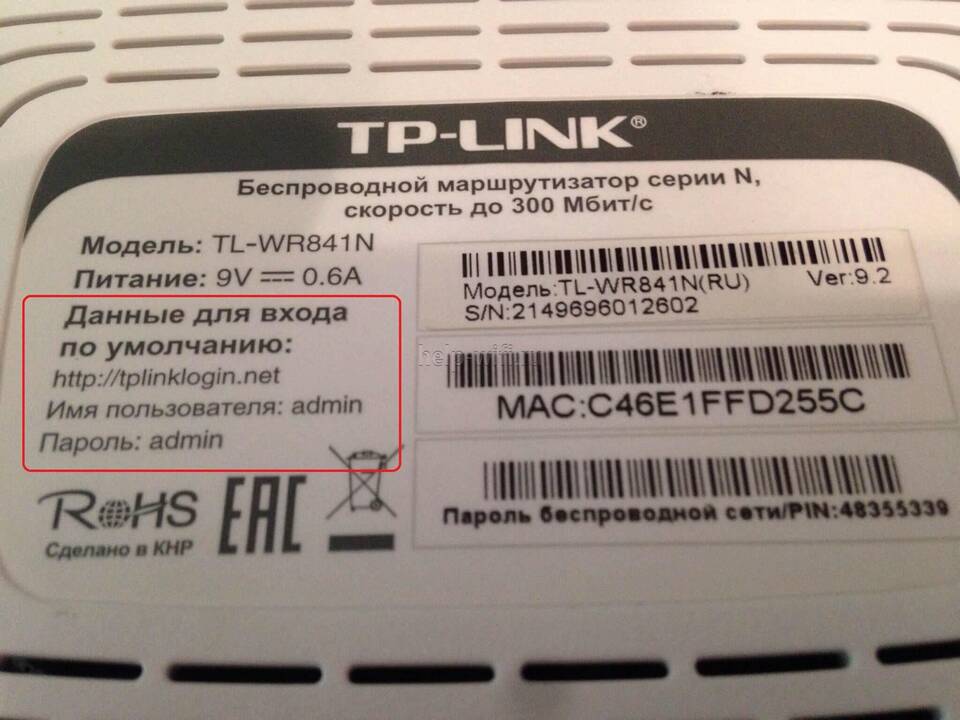 TP-LINK®
Беспроводной маршрутизатор серии N,
скорость до 300 Мбит/с
Модель: TL-WR841N
Питание: 9V 0.6A
Данные для входа
по умолчанию:
http://tplinklogin.net
Имя пользователя: admin
Пароль: admin
RoHS
Сделано в КНР
EAC
Модель:TL-WR841N(RU) Ver:9.2
S/N:2149696012602
MAC:C46E1FFD255C
Пароль беспроводной сети/PIN:48355339